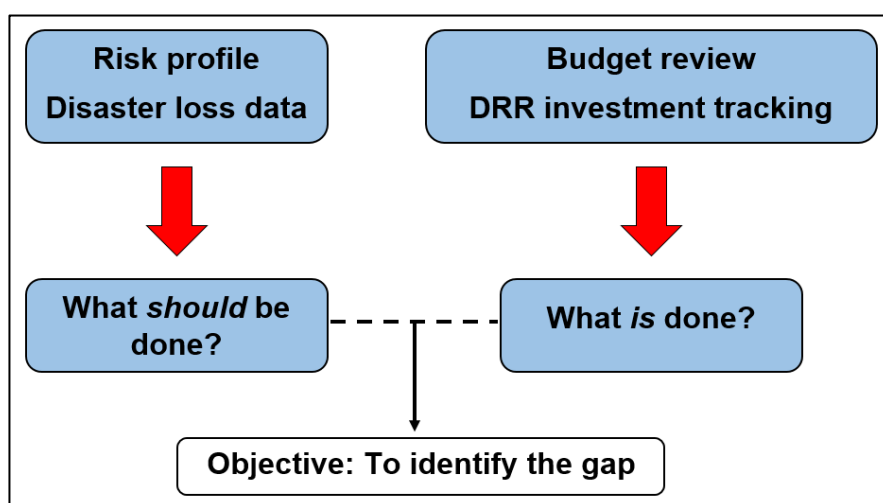 Risk profile
Disaster loss data
Budget review
DRR investment tracking
What should be
done?
What is done?
Objective: To identify the gap